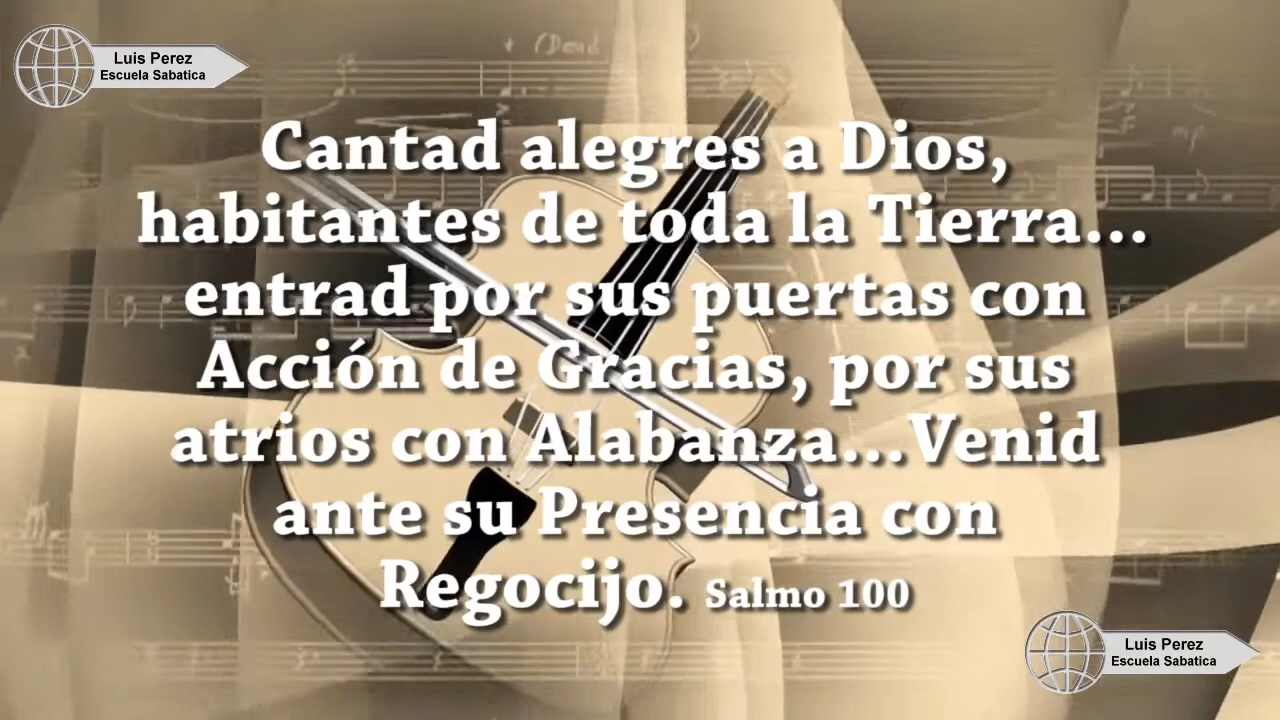 Luis Perez
Escuela Sabatica
Cantad alegres a Dios,
habitantes de toda la Tierra...
entrad por sus puertas con
Acción de Gracias, por sus
atrios con Alabanza...Venid
ante su Presencia con
Regocijo. Salmo 100
Luis Perez
Escuela Sabatica